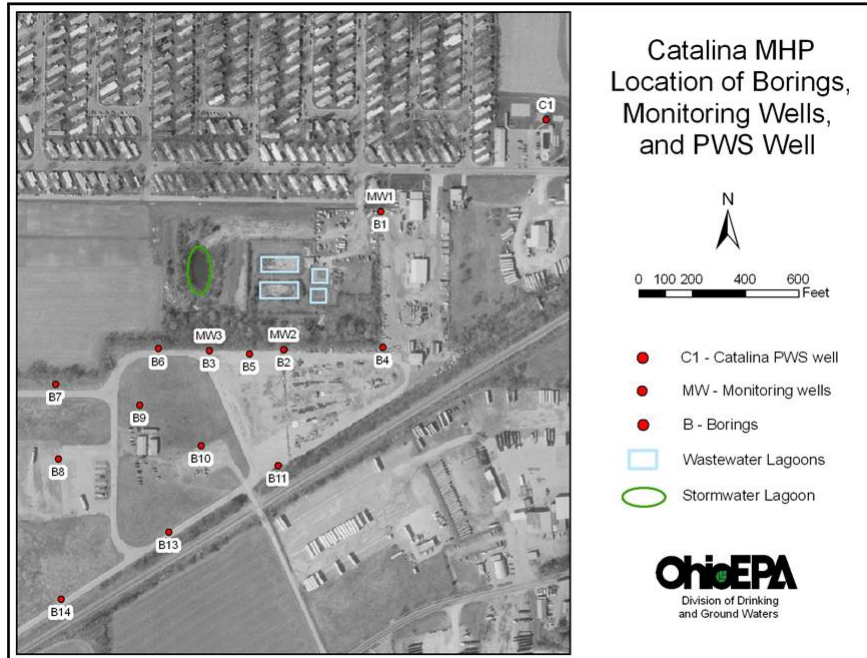 Catalina MHP
Location of Borings,
Monitoring Wells,
and PWS Well
C1
MW1
B1
N
0 100 200 400 600
Feet
MW3
MW2
B6
B3
B5
B2
B4
B7
B9
B8
B10
B11
B13
B14
C1 - Catalina PWS well
MW - Monitoring wells
B - Borings
Wastewater Lagoons
Stormwater Lagoon
OhioEPA
Division of Drinking
and Ground Waters